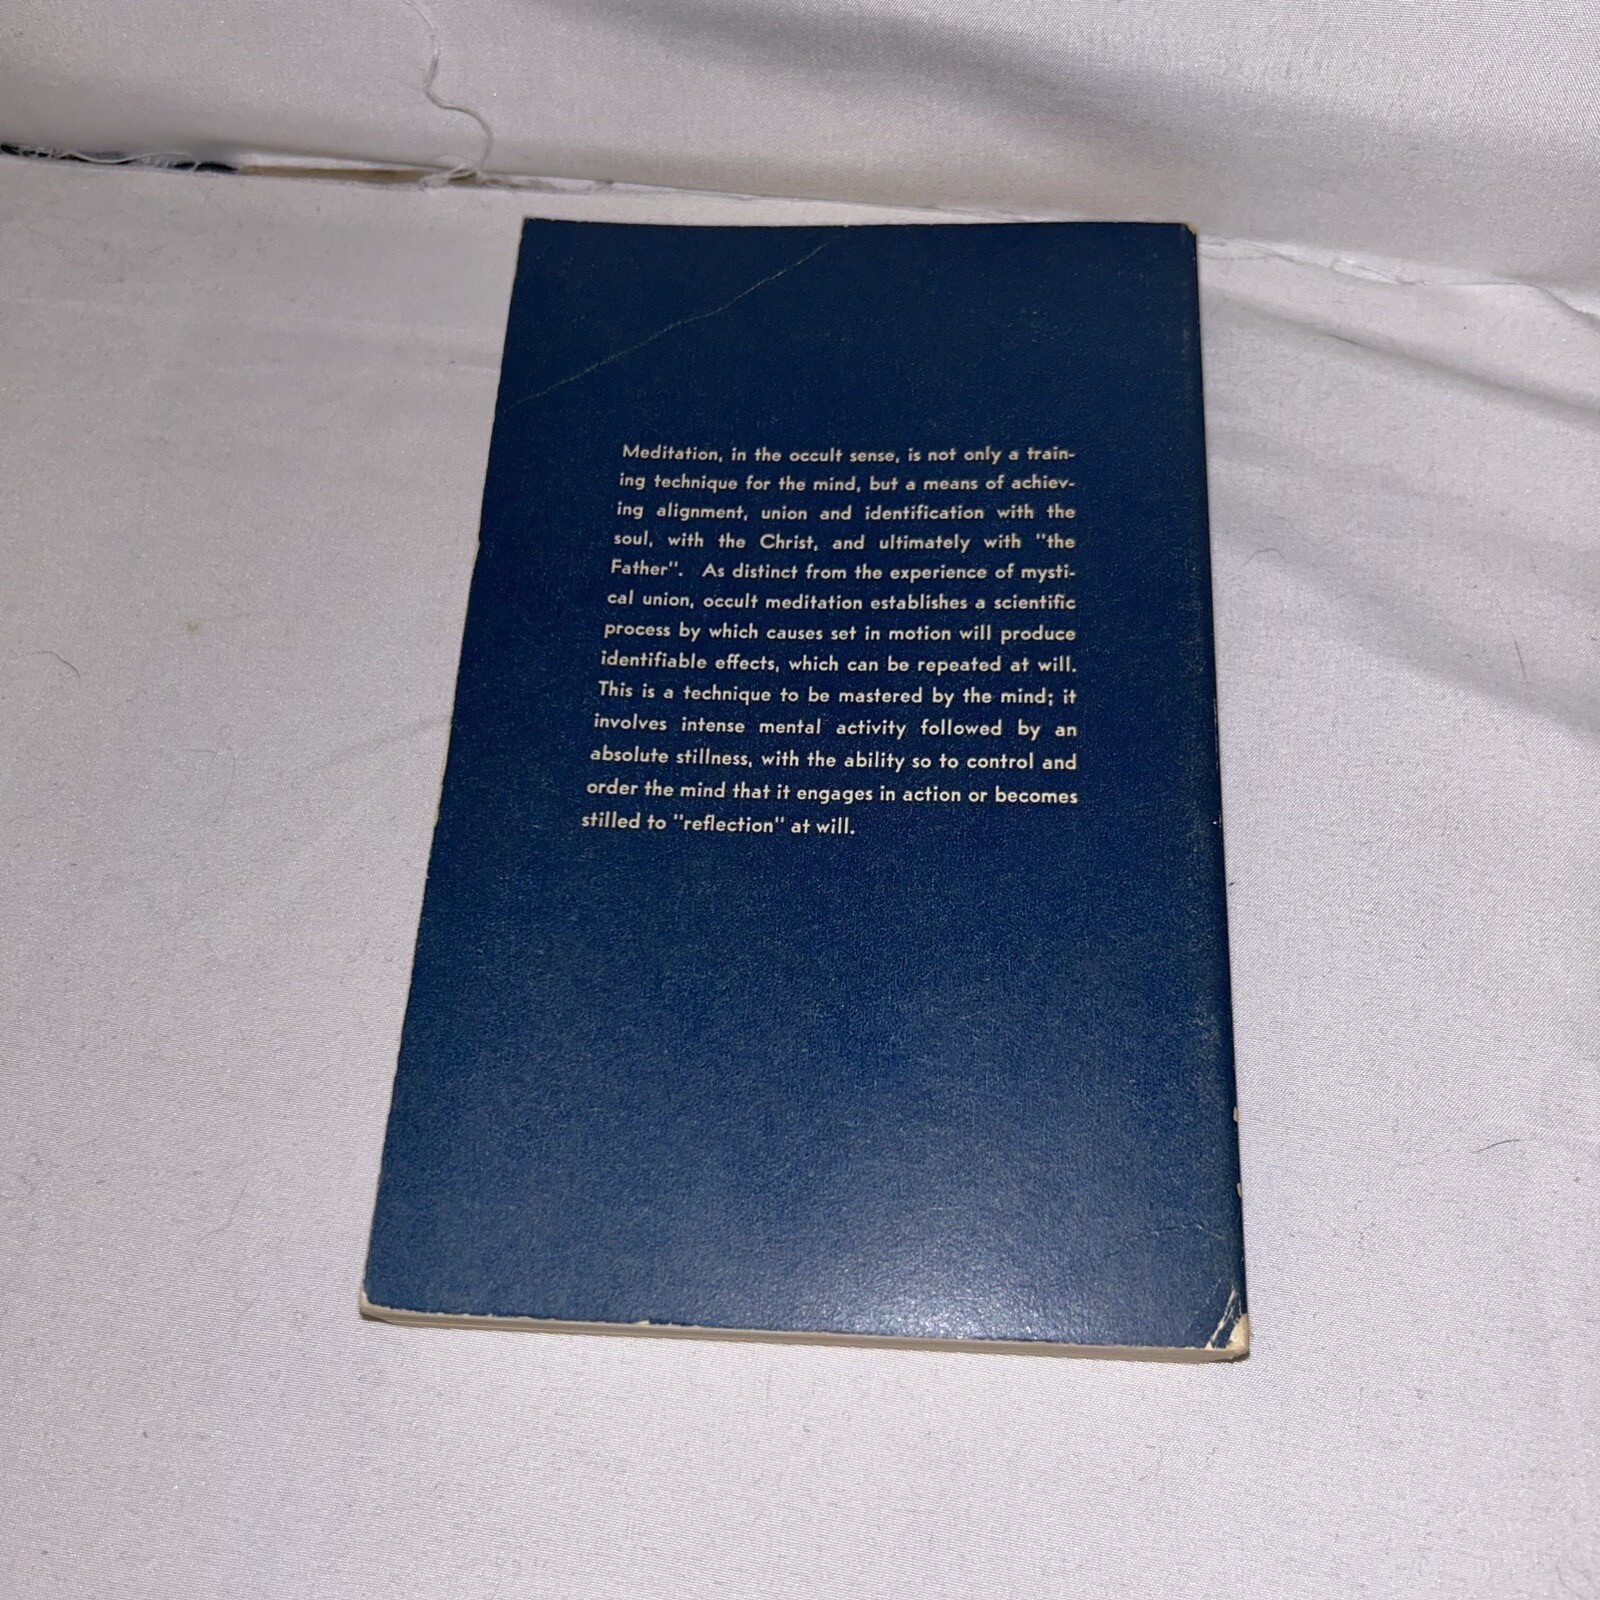 Meditation, in the occult sense, is not only a train-
ing technique for the mind, but a means of achiev-
ing alignment, union and identification with the
soul, with the Christ, and ultimately with "the
Father". As distinct from the experience of mysti-
cal union, occult meditation establishes a scientific
process by which causes set in motion will produce
identifiable effects, which can be repeated at will.
This is a technique to be mastered by the mind; it
involves intense mental activity followed by an
absolute stillness, with the ability so to control and
order the mind that it engages in action or becomes
stilled to "reflection" at will.